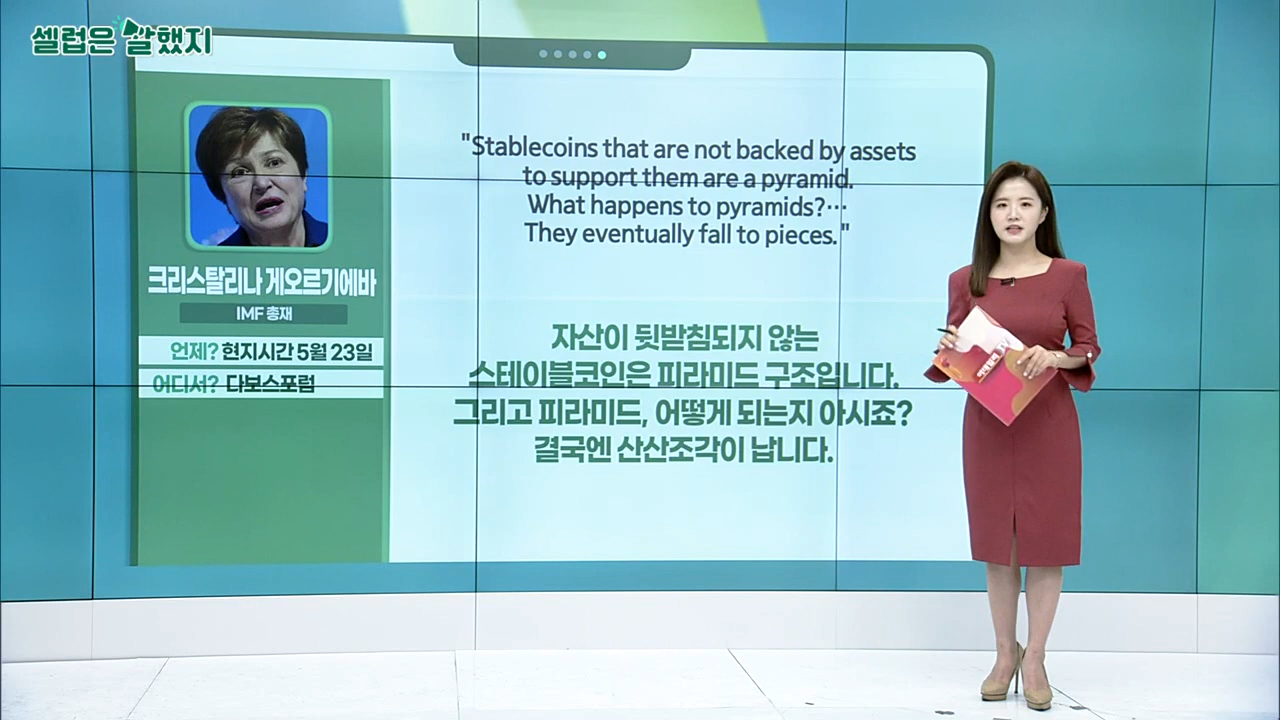 셀럽은 말했지
"Stablecoins that are not backed by assets
to support them are a pyramid.
What happens to pyramids?…
They eventually fall to pieces."
크리스탈리나 게오르기에바
IMF 총재
언제? 현지시간 5월 23일
어디서? 다보스포럼
자산이 뒷받침되지 않는
스테이블코인은 피라미드 구조입니다.
그리고 피라미드, 어떻게 되는지 아시죠?
결국엔 산산조각이 납니다.